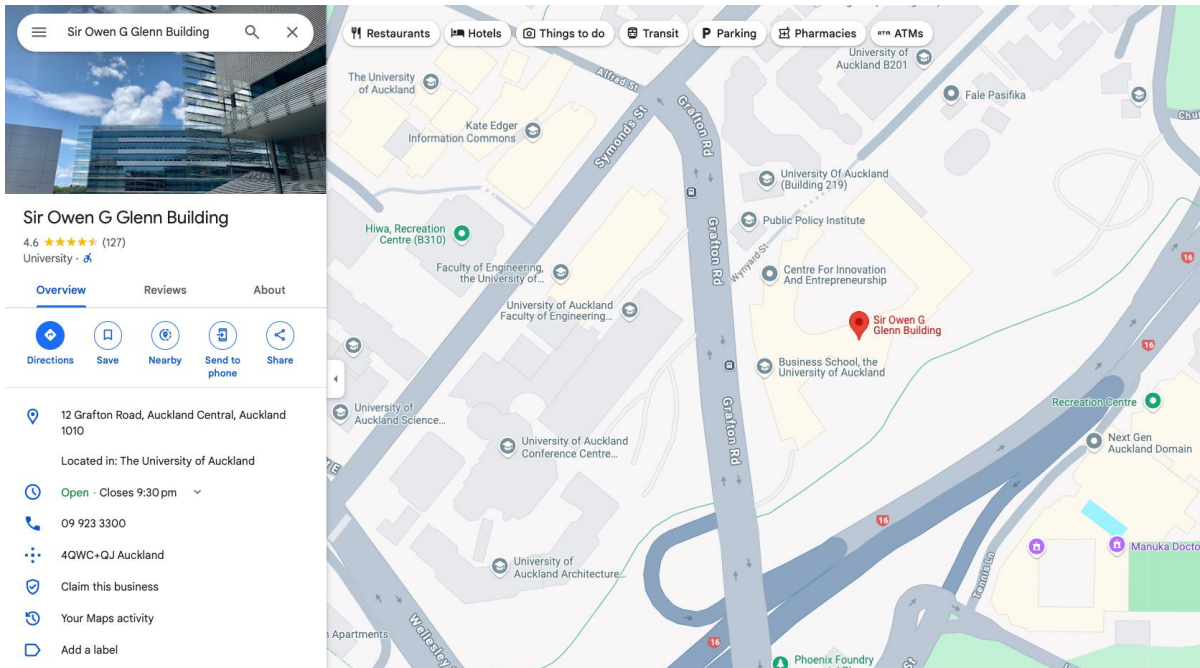 Sir Owen G Glenn Building
Restaurants
Hotels
Things to do
Transit
Parking
Pharmacies
ATM ATMs
Sir Owen G Glenn Building
4.6 (127)
University ·
Overview
Reviews
About
Directions
Save
Nearby
Send to
phone
Share
12 Grafton Road, Auckland Central, Auckland
1010
Located in: The University of Auckland
Open · Closes 9:30 pm
09 923 3300
4QWC+QJ Auckland
Claim this business
Your Maps activity
Add a label
University of
Auckland B201
The University
of Auckland
Alfred St
Fale Pasifika
Grafton Rd
Kate Edger
Information Commons
Symonds St
University Of Auckland
(Building 219)
Public Policy Institute
Hiwa, Recreation
Centre (B310)
Grafton Rd
Wynyard St
16
Faculty of Engineering,
the University of...
Centre For Innovation
And Entrepreneurship
University of Auckland
Faculty of Engineering...
Sir Owen G
Glenn Building
16
Business School, the
University of Auckland
Recreation Centre
University of
Auckland Science...
Grafton Rd
University of Auckland
Conference Centre...
Next Gen
Auckland Domain
16
Manuka Docto
University of
Auckland Architecture...
Tennis Ln
Wellesley
Apartments
16
Phoenix Foundry
St